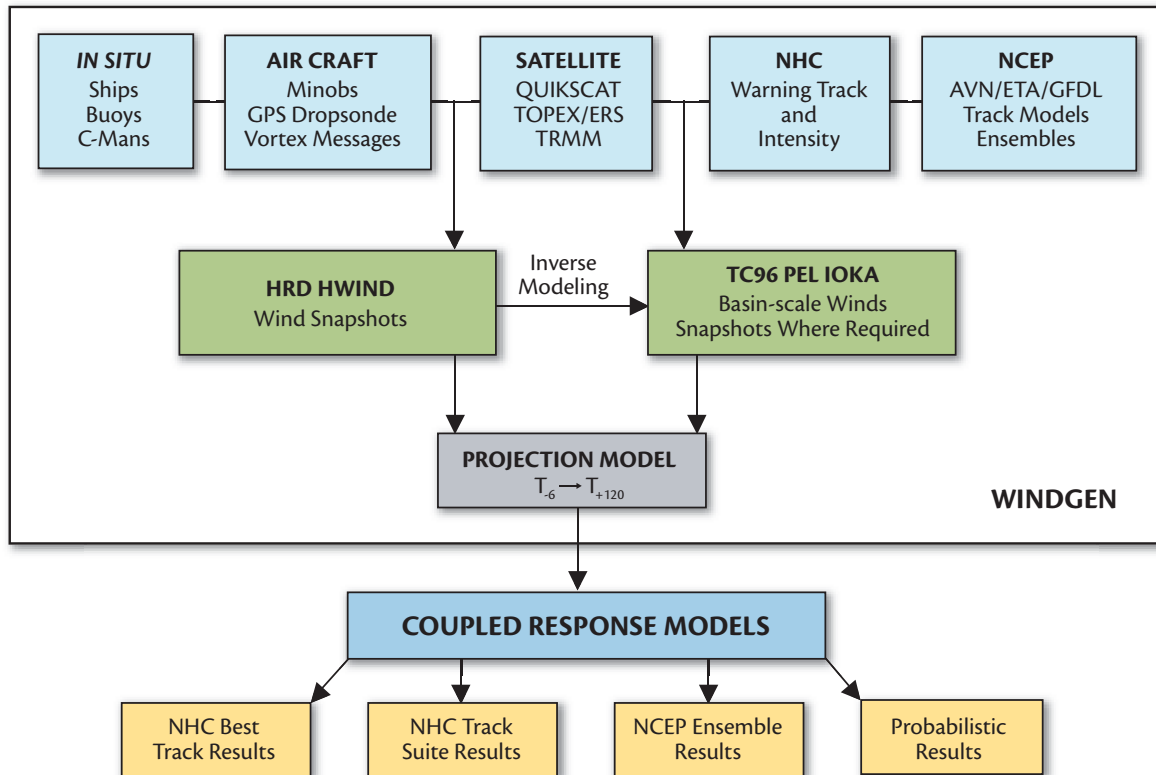 IN SITU
Ships
Buoys
C-Mans
AIR CRAFT
Minobs
GPS Dropsonde
Vortex Messages
SATELLITE
QUIKSCAT
TOPEX/ERS
TRMM
NHC
Warning Track
and
Intensity
NCEP
AVN/ETA/GFDL
Track Models
Ensembles
HRD HWIND
Wind Snapshots
Inverse
Modeling
TC96 PEL IOKA
Basin-scale Winds
Snapshots Where Required
PROJECTION MODEL
T-6 → T+120
WINDGEN
COUPLED RESPONSE MODELS
NHC Best
Track Results
NHC Track
Suite Results
NCEP Ensemble
Results
Probabilistic
Results